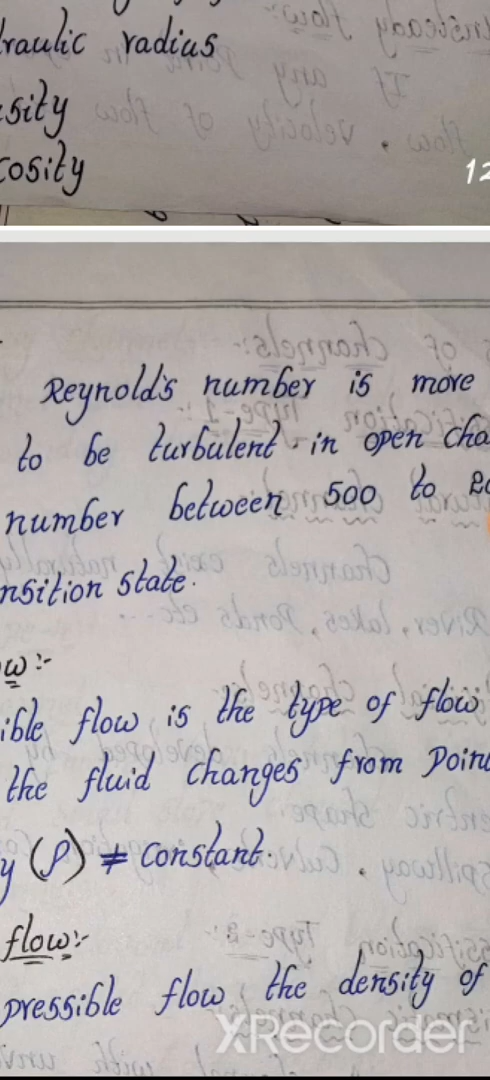 raulic radius
sity
cosity
12
Reynold's number is more
to be turbulent. in open cha
number between 500 to 20
nsition state.
w:-
ible flow is the type of flow
the fluid changes from Point
y (ρ) ≠ Constant.
flow:-
pressible flow the density of
XRecorder